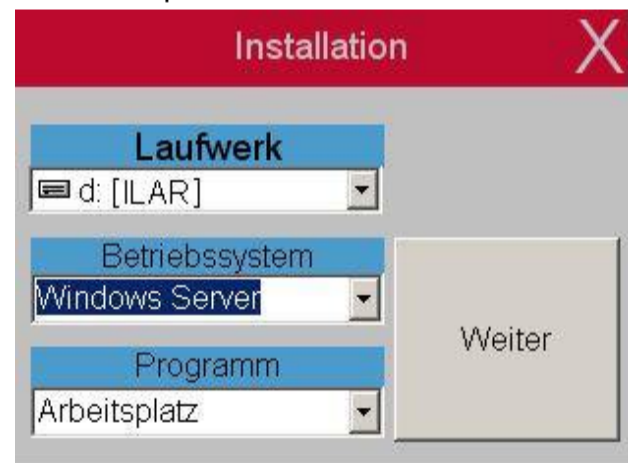 Installation X
Laufwerk
d: [ILAR]
Betriebssystem
Windows Server
Weiter
Programm
Arbeitsplatz